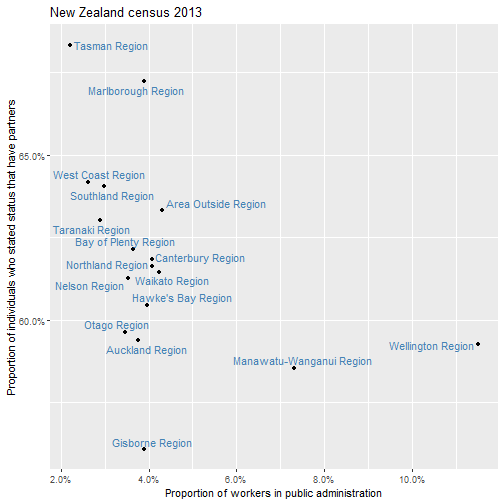 New Zealand census 2013
Tasman Region
Marlborough Region
65.0%
West Coast Region
Southland Region
Area Outside Region
Taranaki Region
Bay of Plenty Region
Canterbury Region
Northland Region
Waikato Region
Nelson Region
Hawke's Bay Region
60.0%
Otago Region
Auckland Region
Wellington Region
Manawatu-Wanganui Region
Gisborne Region
2.0%
4.0%
6.0%
8.0%
10.0%
Proportion of workers in public administration
Proportion of individuals who stated status that have partners